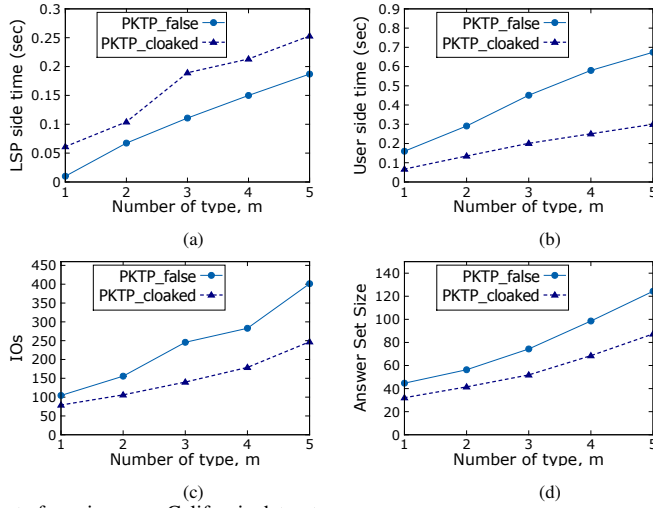 0.3
0.25
0.2
0.15
0.1
0.05
0
LSP side time (sec)
PKTP_false
PKTP_cloaked
1 2 3 4 5
Number of type, m
(a)
0.9
0.8
0.7
0.6
0.5
0.4
0.3
0.2
0.1
0
User side time (sec)
PKTP_false
PKTP_cloaked
1 2 3 4 5
Number of type, m
(b)
450
400
350
300
250
200
150
100
50
0
IOs
PKTP_false
PKTP_cloaked
1 2 3 4 5
Number of type, m
(c)
140
120
100
80
60
40
20
0
Answer Set Size
PKTP_false
PKTP_cloaked
1 2 3 4 5
Number of type, m
(d)